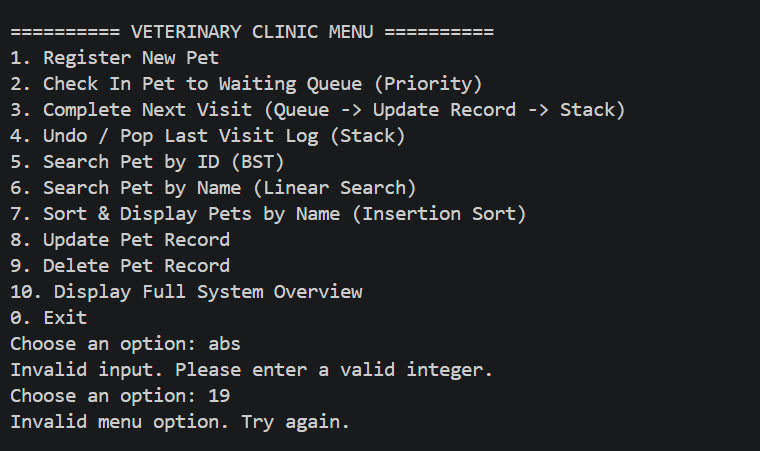 ========== VETERINARY CLINIC MENU ==========
1. Register New Pet
2. Check In Pet to Waiting Queue (Priority)
3. Complete Next Visit (Queue -> Update Record -> Stack)
4. Undo / Pop Last Visit Log (Stack)
5. Search Pet by ID (BST)
6. Search Pet by Name (Linear Search)
7. Sort & Display Pets by Name (Insertion Sort)
8. Update Pet Record
9. Delete Pet Record
10. Display Full System Overview
0. Exit
Choose an option: abs
Invalid input. Please enter a valid integer.
Choose an option: 19
Invalid menu option. Try again.